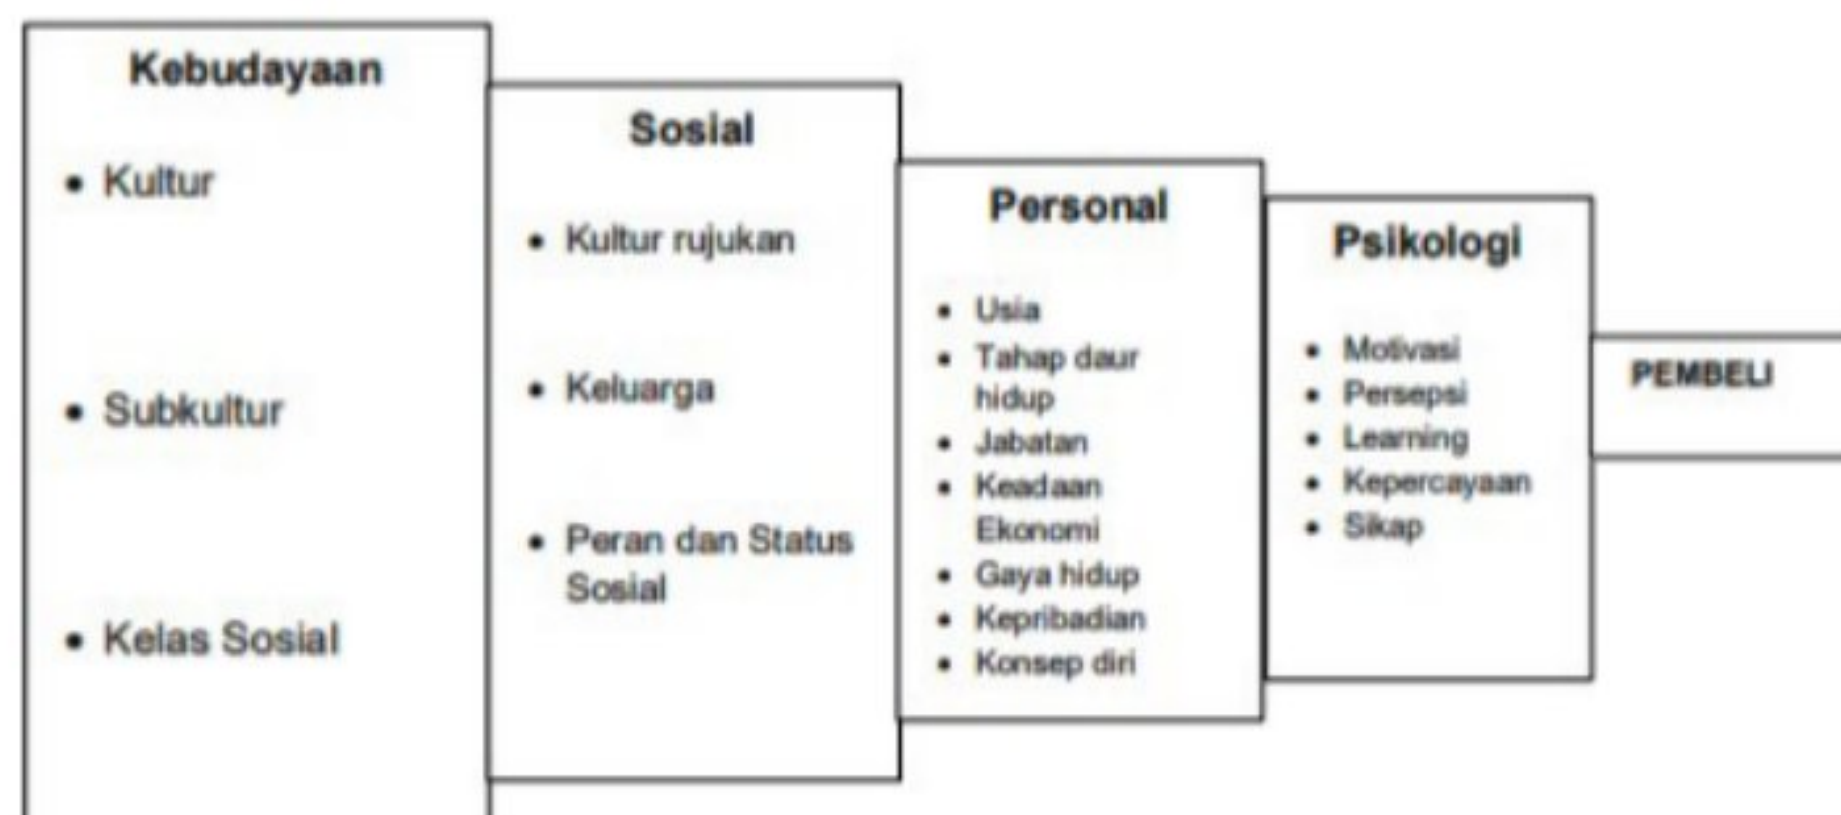 Kebudayaan
• Kultur
• Subkultur
• Kelas Sosial
Sosial
• Kultur rujukan
• Keluarga
• Peran dan Status
Sosial
Personal
• Usia
• Tahap daur
hidup
• Jabatan
• Keadaan
Ekonomi
• Gaya hidup
• Kepribadian
• Konsep diri
Psikologi
• Motivasi
• Persepsi
• Learning
• Kepercayaan
• Sikap
PEMBELI